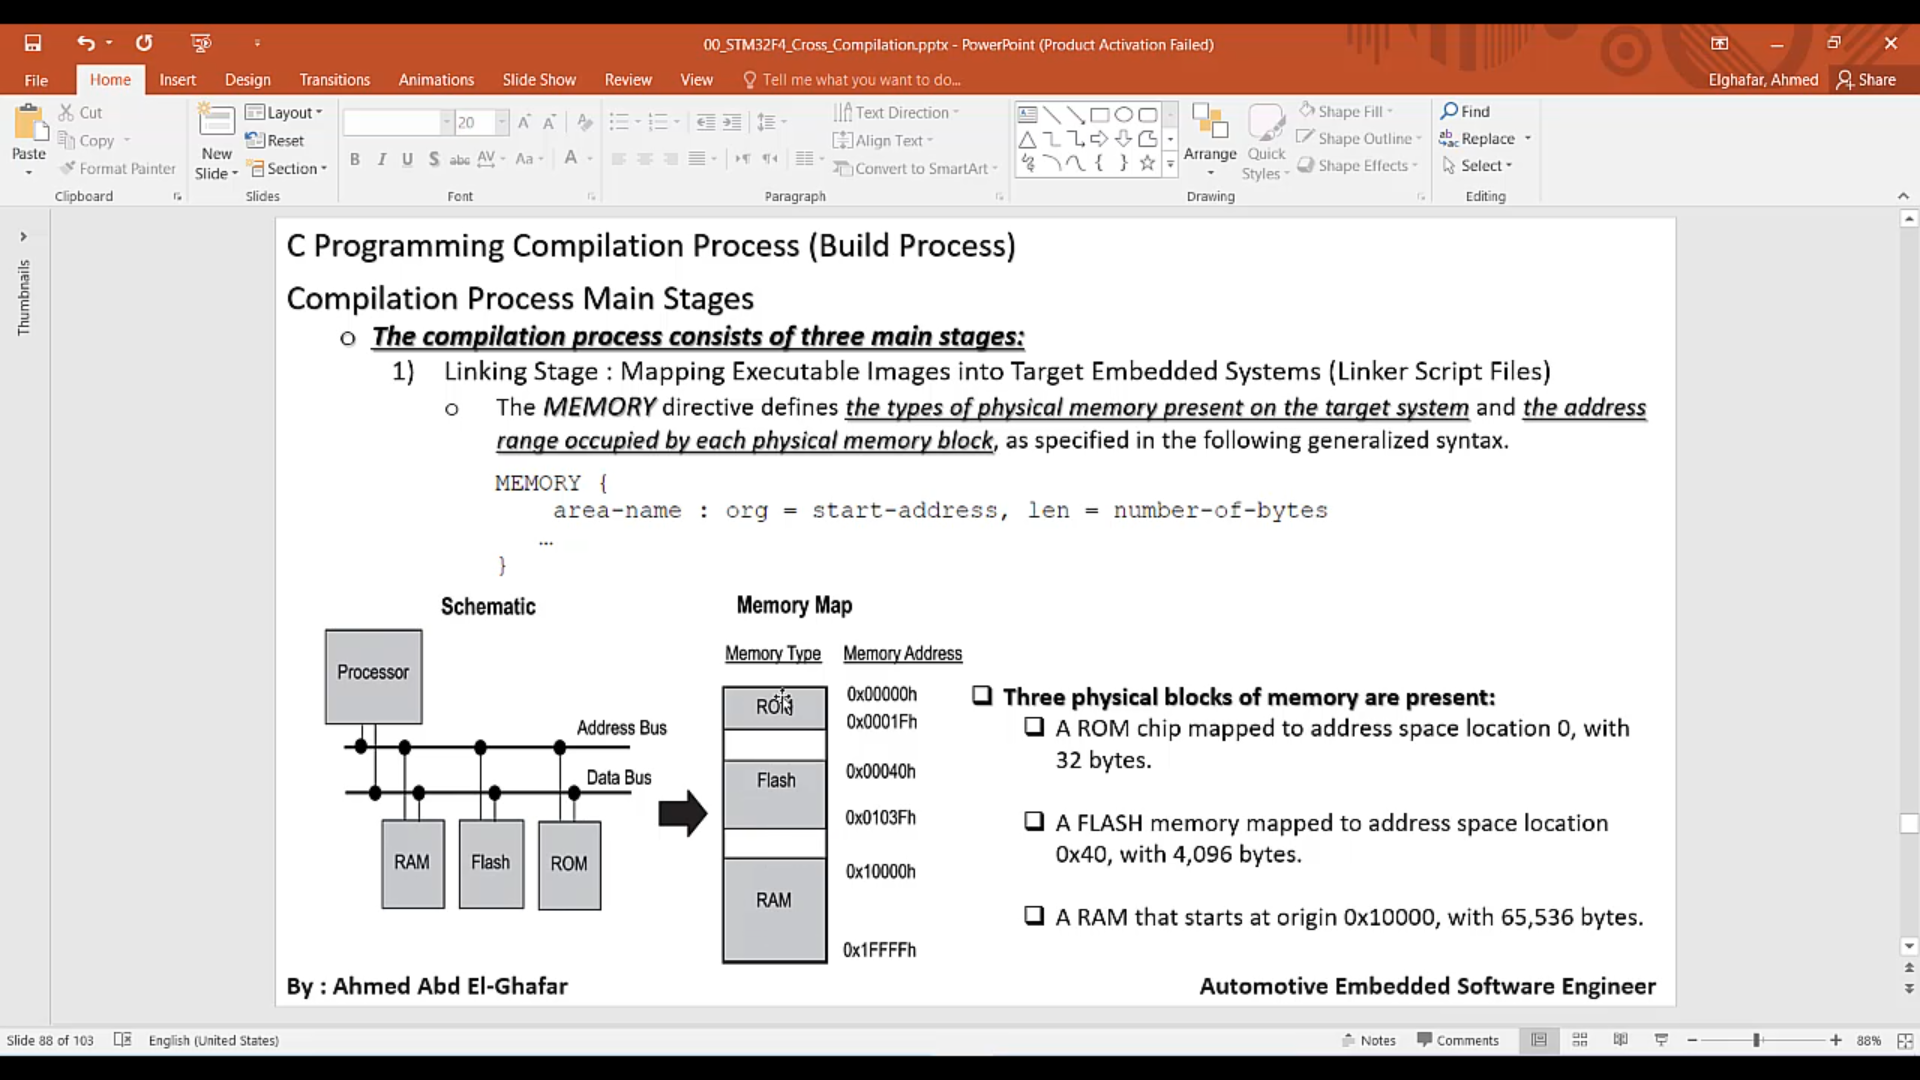 00_STM32F4_Cross_Compilation.pptx - PowerPoint (Product Activation Failed)
File Home Insert Design Transitions Animations Slide Show Review View Tell me what you want to do... Elghafar, Ahmed Share
Paste
Cut
Copy
Format Painter
Clipboard
New
Slide
Layout
Reset
Section
Slides
20
B I U S abc AV Aa A
Font
Text Direction
Align Text
Convert to SmartArt
Paragraph
Arrange
Quick
Styles
Shape Fill
Shape Outline
Shape Effects
Drawing
Find
Replace
Select
Editing
Thumbnails
C Programming Compilation Process (Build Process)
Compilation Process Main Stages
o The compilation process consists of three main stages:
1) Linking Stage : Mapping Executable Images into Target Embedded Systems (Linker Script Files)
o The MEMORY directive defines the types of physical memory present on the target system and the address
range occupied by each physical memory block, as specified in the following generalized syntax.
MEMORY {
area-name : org = start-address, len = number-of-bytes
…
}
Schematic
Processor
Address Bus
Data Bus
RAM Flash ROM
Memory Map
Memory Type Memory Address
ROM 0x00000h
0x0001Fh
Flash 0x00040h
0x0103Fh
RAM 0x10000h
0x1FFFFh
Three physical blocks of memory are present:
A ROM chip mapped to address space location 0, with
32 bytes.
A FLASH memory mapped to address space location
0x40, with 4,096 bytes.
A RAM that starts at origin 0x10000, with 65,536 bytes.
By : Ahmed Abd El-Ghafar Automotive Embedded Software Engineer
Slide 88 of 103 English (United States) Notes Comments 88%